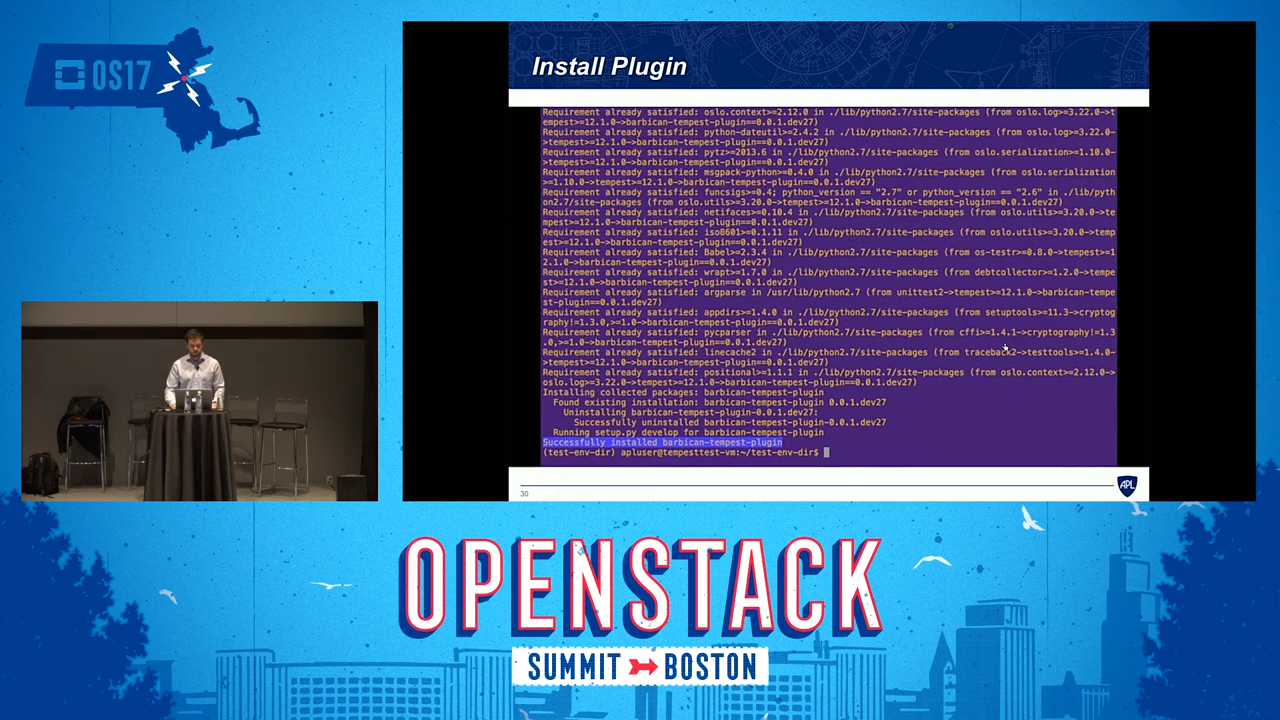 OS17
Install Plugin
Requirement already satisfied: oslo.context>=2.12.0 in ./lib/python2.7/site-packages (from oslo.log>=3.22.0->t
empest>=12.1.0->barbican-tempest-plugin==0.0.1.dev27)
Requirement already satisfied: python-dateutil>=2.4.2 in ./lib/python2.7/site-packages (from oslo.log>=3.22.0-
>tempest>=12.1.0->barbican-tempest-plugin==0.0.1.dev27)
Requirement already satisfied: pytz>=2013.6 in ./lib/python2.7/site-packages (from oslo.serialization>=1.10.0-
>tempest>=12.1.0->barbican-tempest-plugin==0.0.1.dev27)
Requirement already satisfied: msgpack-python>=0.4.0 in ./lib/python2.7/site-packages (from oslo.serialization
>=1.10.0->tempest>=12.1.0->barbican-tempest-plugin==0.0.1.dev27)
Requirement already satisfied: funcsigs>=0.4; python_version == "2.7" or python_version == "2.6" in ./lib/pyth
on2.7/site-packages (from oslo.utils>=3.20.0->tempest>=12.1.0->barbican-tempest-plugin==0.0.1.dev27)
Requirement already satisfied: netifaces>=0.10.4 in ./lib/python2.7/site-packages (from oslo.utils>=3.20.0->te
mpest>=12.1.0->barbican-tempest-plugin==0.0.1.dev27)
Requirement already satisfied: iso8601>=0.1.11 in ./lib/python2.7/site-packages (from oslo.utils>=3.20.0->temp
est>=12.1.0->barbican-tempest-plugin==0.0.1.dev27)
Requirement already satisfied: Babel>=2.3.4 in ./lib/python2.7/site-packages (from os-testr>=0.8.0->tempest>=1
2.1.0->barbican-tempest-plugin==0.0.1.dev27)
Requirement already satisfied: wrapt>=1.7.0 in ./lib/python2.7/site-packages (from debtcollector>=1.2.0->tempe
st>=12.1.0->barbican-tempest-plugin==0.0.1.dev27)
Requirement already satisfied: argparse in /usr/lib/python2.7 (from unittest2->tempest>=12.1.0->barbican-tempe
st-plugin==0.0.1.dev27)
Requirement already satisfied: appdirs>=1.4.0 in ./lib/python2.7/site-packages (from setuptools>=11.3->cryptog
raphy!=1.3.0,>=1.0->tempest>=12.1.0->barbican-tempest-plugin==0.0.1.dev27)
Requirement already satisfied: pycparser in ./lib/python2.7/site-packages (from cffi>=1.4.1->cryptography!=1.3
.0,>=1.0->tempest>=12.1.0->barbican-tempest-plugin==0.0.1.dev27)
Requirement already satisfied: linecache2 in ./lib/python2.7/site-packages (from traceback2->testtools>=1.4.0-
>tempest>=12.1.0->barbican-tempest-plugin==0.0.1.dev27)
Requirement already satisfied: positional>=1.1.1 in ./lib/python2.7/site-packages (from oslo.context>=2.12.0->
oslo.log>=3.22.0->tempest>=12.1.0->barbican-tempest-plugin==0.0.1.dev27)
Installing collected packages: barbican-tempest-plugin
Found existing installation: barbican-tempest-plugin 0.0.1.dev27
Uninstalling barbican-tempest-plugin-0.0.1.dev27:
Successfully uninstalled barbican-tempest-plugin-0.0.1.dev27
Running setup.py develop for barbican-tempest-plugin
Successfully installed barbican-tempest-plugin
(test-env-dir) apluser@tempesttest-vm:~/test-env-dir$
30
APL
OPENSTACK
SUMMIT BOSTON